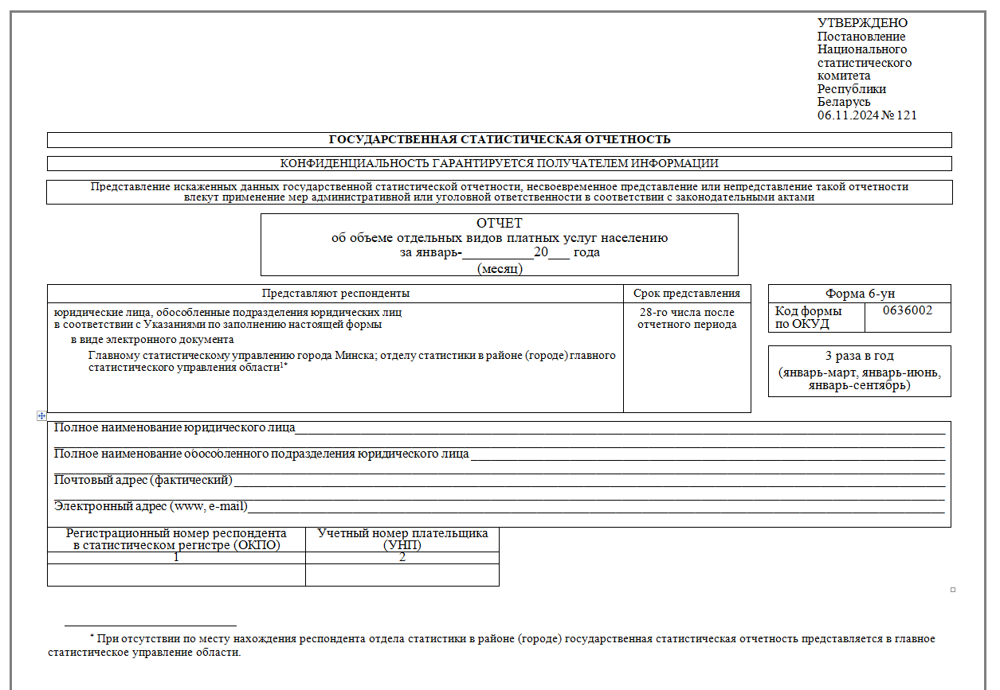 УТВЕРЖДЕНО
Постановление
Национального
статистического
комитета
Республики
Беларусь
06.11.2024 № 121
ГОСУДАРСТВЕННАЯ СТАТИСТИЧЕСКАЯ ОТЧЕТНОСТЬ
КОНФИДЕНЦИАЛЬНОСТЬ ГАРАНТИРУЕТСЯ ПОЛУЧАТЕЛЕМ ИНФОРМАЦИИ
Представление искаженных данных государственной статистической отчетности, несвоевременное представление или непредставление такой отчетности
влекут применение мер административной или уголовной ответственности в соответствии с законодательными актами
ОТЧЕТ
об объеме отдельных видов платных услуг населению
за январь-__________20___ года
(месяц)
Представляют респонденты
Срок представления
юридические лица, обособленные подразделения юридических лиц
в соответствии с Указаниями по заполнению настоящей формы
в виде электронного документа
Главному статистическому управлению города Минска; отделу статистики в районе (городе) главного
статистического управления области1*
28-го числа после
отчетного периода
Форма 6-ун
Код формы
по ОКУД
0636002
3 раза в год
(январь-март, январь-июнь,
январь-сентябрь)
Полное наименование юридического лица
Полное наименование обособленного подразделения юридического лица
Почтовый адрес (фактический)
Электронный адрес (www, e-mail)
Регистрационный номер респондента
в статистическом регистре (ОКПО)
Учетный номер плательщика
(УНП)
1
2
* При отсутствии по месту нахождения респондента отдела статистики в районе (городе) государственная статистическая отчетность представляется в главное
статистическое управление области.